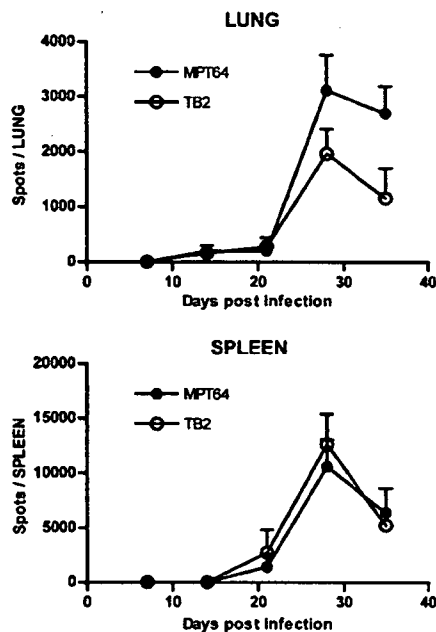 LUNG
4000
3000
2000
1000
0
Spots / LUNG
MPT64
TB2
0 10 20 30 40
Days post infection
SPLEEN
20000
15000
10000
5000
0
Spots / SPLEEN
MPT64
TB2
0 10 20 30 40
Days post infection